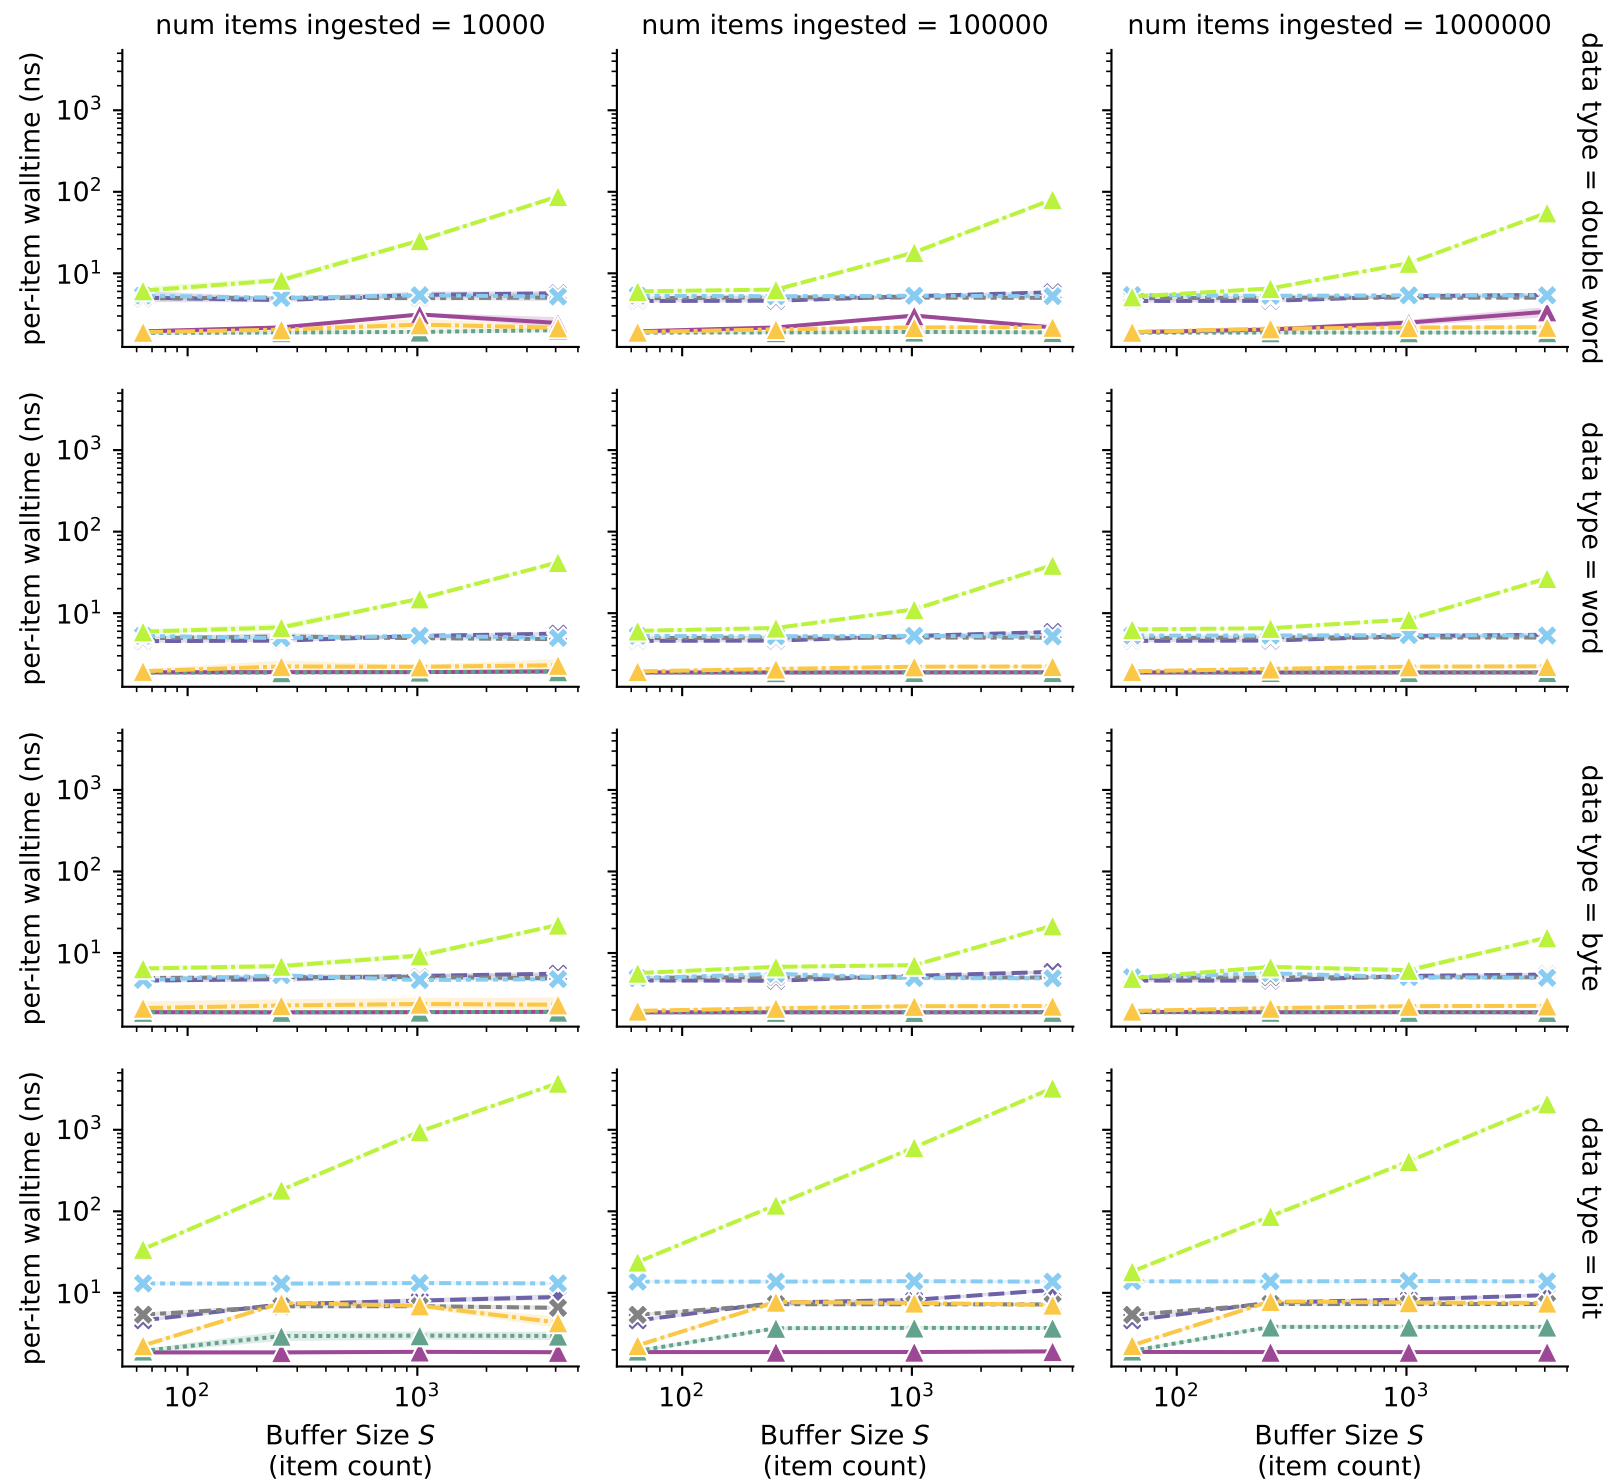 num items ingested = 10000
num items ingested = 100000
num items ingested = 1000000
per-item walltime (ns)
10³
10²
10¹
data type = double word
per-item walltime (ns)
10³
10²
10¹
data type = word
per-item walltime (ns)
10³
10²
10¹
data type = byte
per-item walltime (ns)
10³
10²
10¹
data type = bit
10² 10³
10² 10³
10² 10³
Buffer Size S
(item count)
Buffer Size S
(item count)
Buffer Size S
(item count)